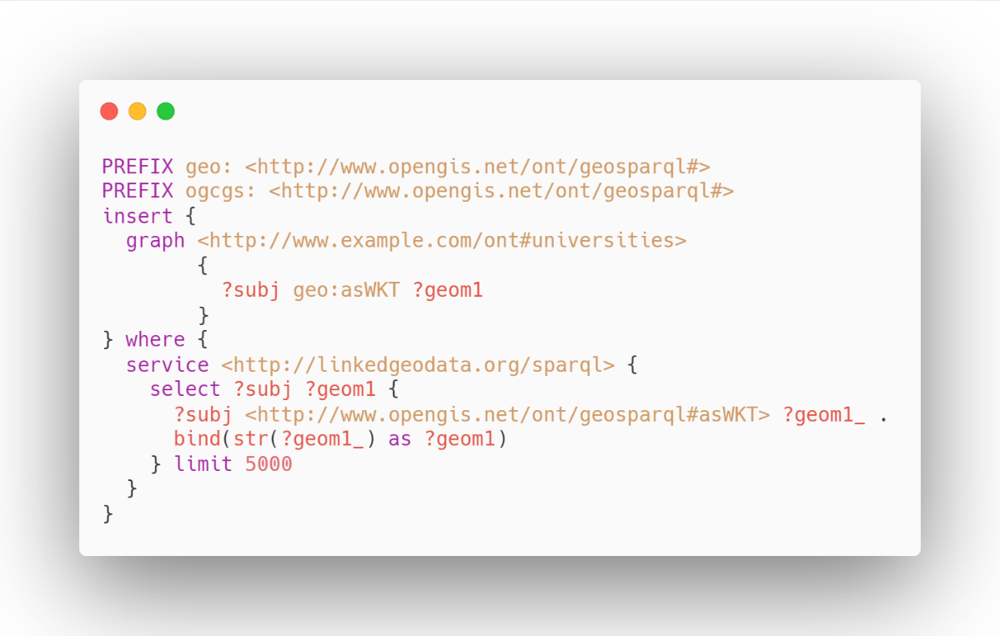 PREFIX geo: <http://www.opengis.net/ont/geosparql#>
PREFIX ogcgs: <http://www.opengis.net/ont/geosparql#>
insert {
  graph <http://www.example.com/ont#universities>
        {
          ?subj geo:asWKT ?geom1
        }
} where {
  service <http://linkedgeodata.org/sparql> {
    select ?subj ?geom1 {
      ?subj <http://www.opengis.net/ont/geosparql#asWKT> ?geom1_ .
      bind(str(?geom1_) as ?geom1)
    } limit 5000
  }
}